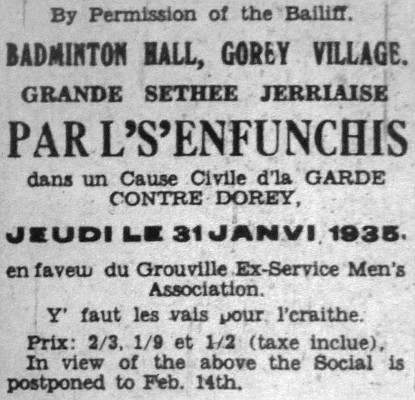 By Permission of the Bailiff.
BADMINTON HALL, GOREY VILLAGE.
GRANDE SETHEE JERRIAISE
PAR L'S'ENFUNCHIS
dans un Cause Civile d'la GARDE
CONTRE DOREY,
JEUDI LE 31 JANVI, 1935.
en faveu du Grouville Ex-Service Men's
Association.
Y' faut les vais pour l'craithe.
Prix: 2/3, 1/9 et 1/2 (taxe inclue),
In view of the above the Social is
postponed to Feb. 14th.